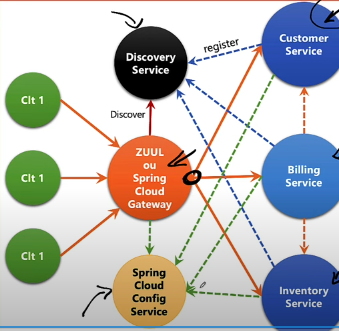 Discovery
Service
register
Customer
Service
Clt 1
Discover
ZUUL
ou
Spring
Cloud
Gateway
Clt 1
Billing
Service
Clt 1
Spring
Cloud
Config
Service
Inventory
Service